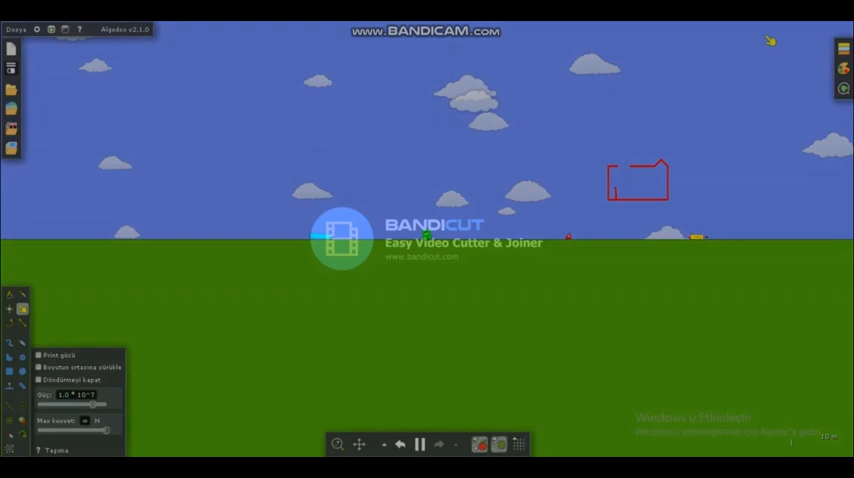 Dosya ? Algodoo v2.1.0
WWW.BANDICAM.COM
BANDICUT
Easy Video Cutter & Joiner
www.bandicut.com
Print gücü
Boyutun ortasına sürükle
Döndürmeyi kapat
Güç: 1.0 * 10^7
Max kuvvet: ∞ N
? Taşıma
Windows'u Etkinleştir
10 m